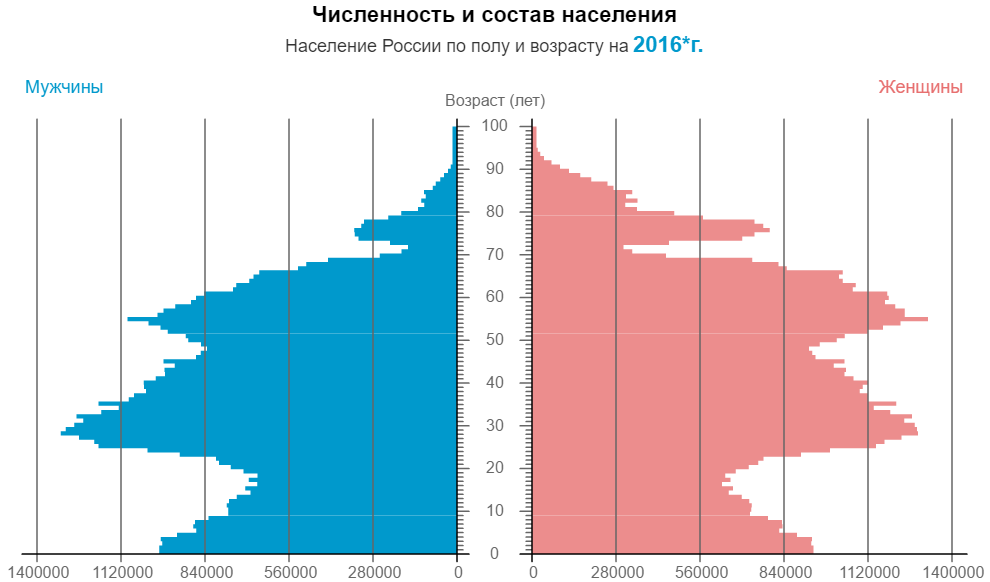 Численность и состав населения
Население России по полу и возрасту на 2016*г.
Мужчины
Женщины
Возраст (лет)
100
90
80
70
60
50
40
30
20
10
0
1400000 1120000 840000 560000 280000 0
0 280000 560000 840000 1120000 1400000